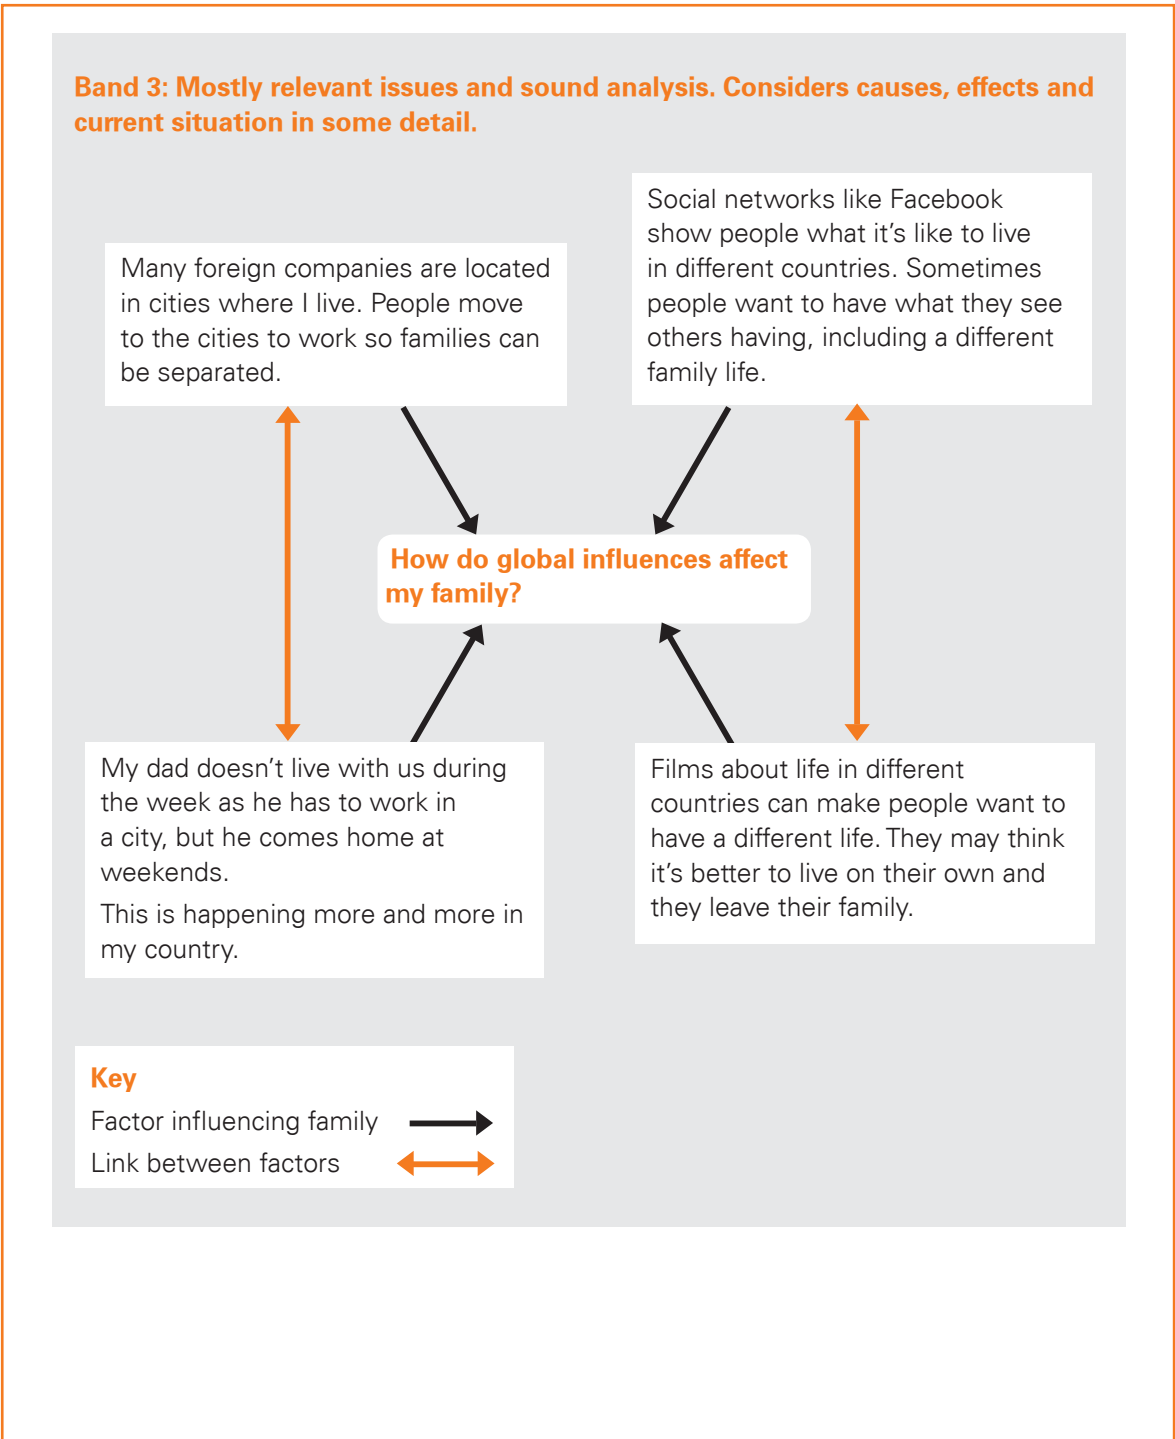 Band 3: Mostly relevant issues and sound analysis. Considers causes, effects and
current situation in some detail.
Many foreign companies are located
in cities where I live. People move
to the cities to work so families can
be separated.
Social networks like Facebook
show people what it's like to live
in different countries. Sometimes
people want to have what they see
others having, including a different
family life.
How do global influences affect
my family?
My dad doesn't live with us during
the week as he has to work in
a city, but he comes home at
weekends.
This is happening more and more in
my country.
Films about life in different
countries can make people want to
have a different life. They may think
it's better to live on their own and
they leave their family.
Key
Factor influencing family
Link between factors